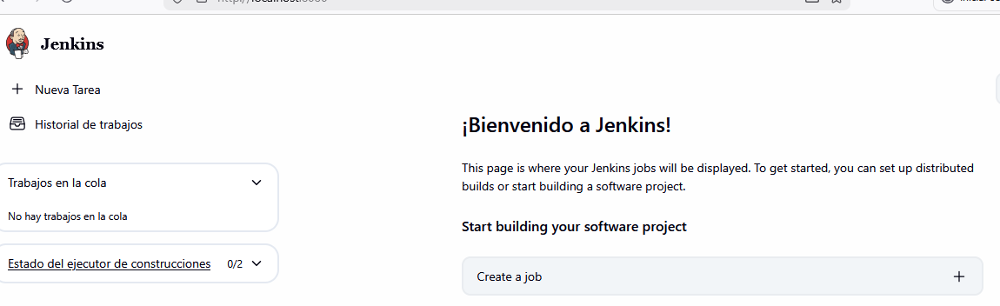 Jenkins
Nueva Tarea
Historial de trabajos
Trabajos en la cola
No hay trabajos en la cola
Estado del ejecutor de construcciones 0/2
¡Bienvenido a Jenkins!
This page is where your Jenkins jobs will be displayed. To get started, you can set up distributed
builds or start building a software project.
Start building your software project
Create a job